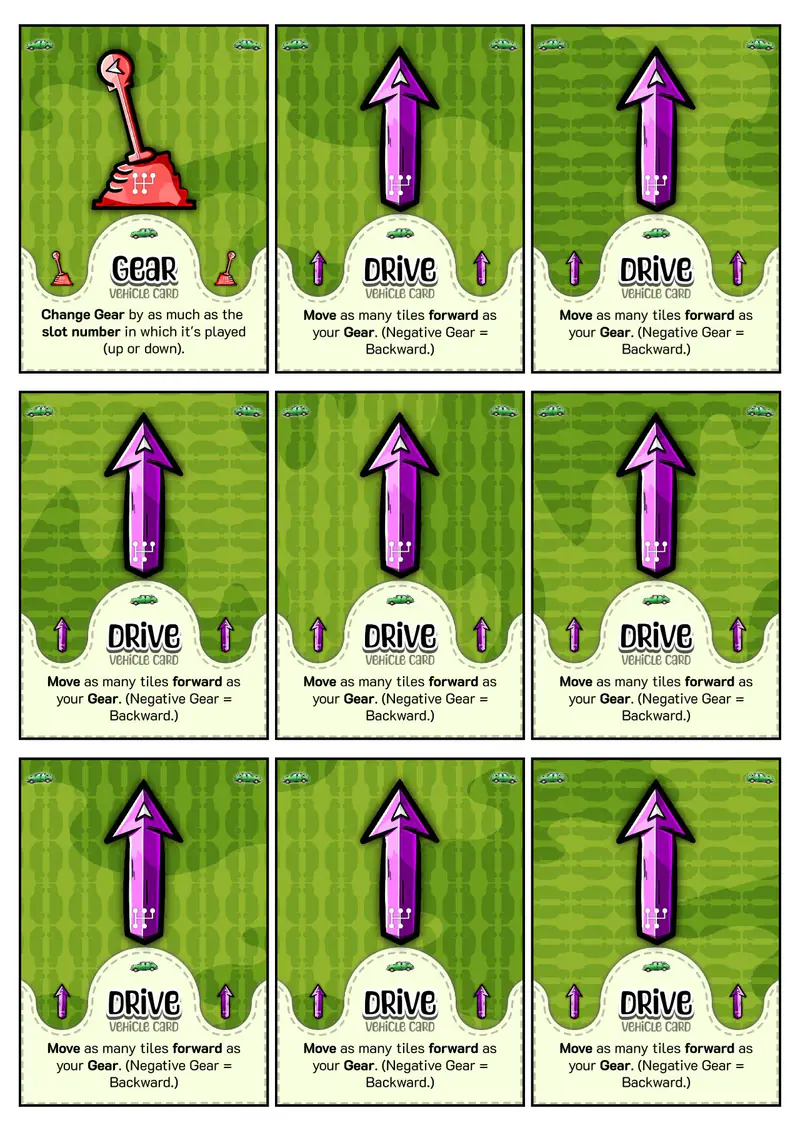 GEAR
VEHICLE CARD
Change Gear by as much as the
slot number in which it's played
(up or down).
DRIVE
VEHICLE CARD
Move as many tiles forward as
your Gear. (Negative Gear =
Backward.)
DRIVE
VEHICLE CARD
Move as many tiles forward as
your Gear. (Negative Gear =
Backward.)
DRIVE
VEHICLE CARD
Move as many tiles forward as
your Gear. (Negative Gear =
Backward.)
DRIVE
VEHICLE CARD
Move as many tiles forward as
your Gear. (Negative Gear =
Backward.)
DRIVE
VEHICLE CARD
Move as many tiles forward as
your Gear. (Negative Gear =
Backward.)
DRIVE
VEHICLE CARD
Move as many tiles forward as
your Gear. (Negative Gear =
Backward.)
DRIVE
VEHICLE CARD
Move as many tiles forward as
your Gear. (Negative Gear =
Backward.)
DRIVE
VEHICLE CARD
Move as many tiles forward as
your Gear. (Negative Gear =
Backward.)